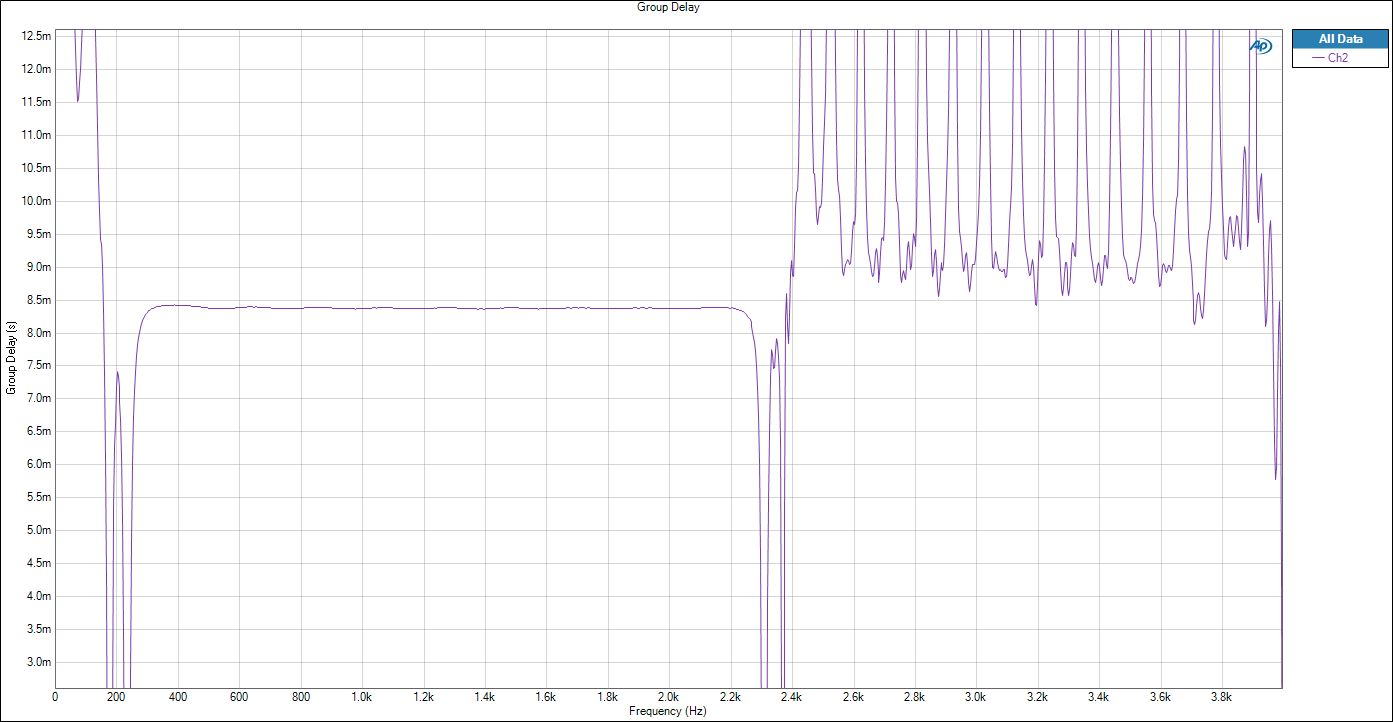 Group Delay
12.5m
12.0m
11.5m
11.0m
10.5m
10.0m
9.5m
9.0m
8.5m
8.0m
7.5m
7.0m
6.5m
6.0m
5.5m
5.0m
4.5m
4.0m
3.5m
3.0m
Group Delay (s)
0 200 400 600 800 1.0k 1.2k 1.4k 1.6k 1.8k 2.0k 2.2k 2.4k 2.6k 2.8k 3.0k 3.2k 3.4k 3.6k 3.8k
Frequency (Hz)
AP
All Data
Ch2